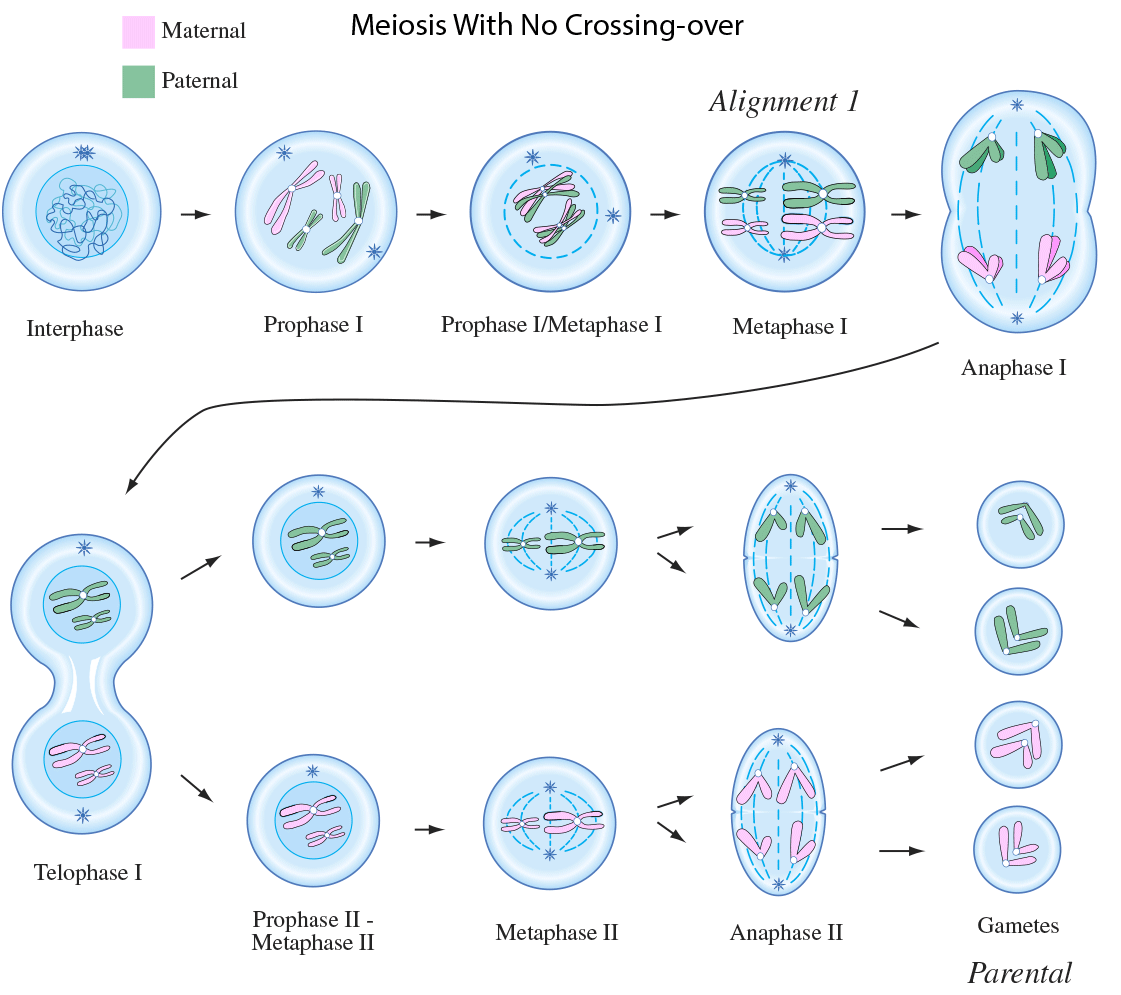 Meiosis With No Crossing-over
Maternal
Paternal
Alignment 1
Interphase
Prophase I
Prophase I/Metaphase I
Metaphase I
Anaphase I
Telophase I
Prophase II -
Metaphase II
Metaphase II
Anaphase II
Gametes
Parental